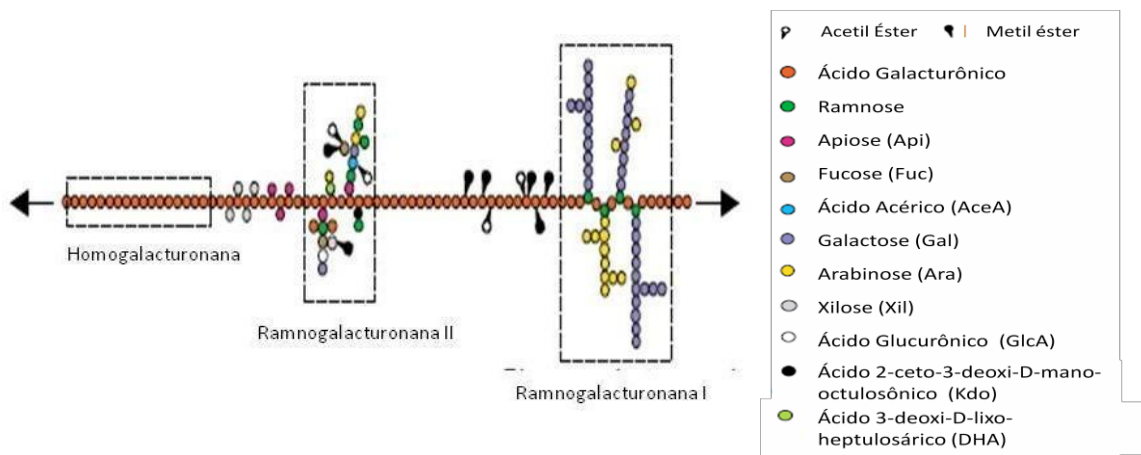 Acetil Éster
Metil éster
Ácido Galacturônico
Ramnose
Apiose (Api)
Fucose (Fuc)
Ácido Acérico (AceA)
Galactose (Gal)
Arabinose (Ara)
Xilose (Xil)
Ácido Glucurônico (GlcA)
Ácido 2-ceto-3-deoxi-D-mano-
octulosônico (Kdo)
Ácido 3-deoxi-D-lixo-
heptulosárico (DHA)
Homogalacturonana
Ramnogalacturonana II
Ramnogalacturonana I